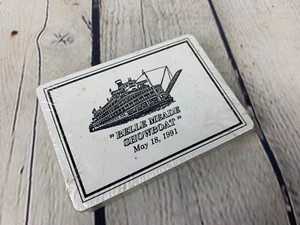 " BELLE MEADE
SHOWBOAT "
May 18, 1991